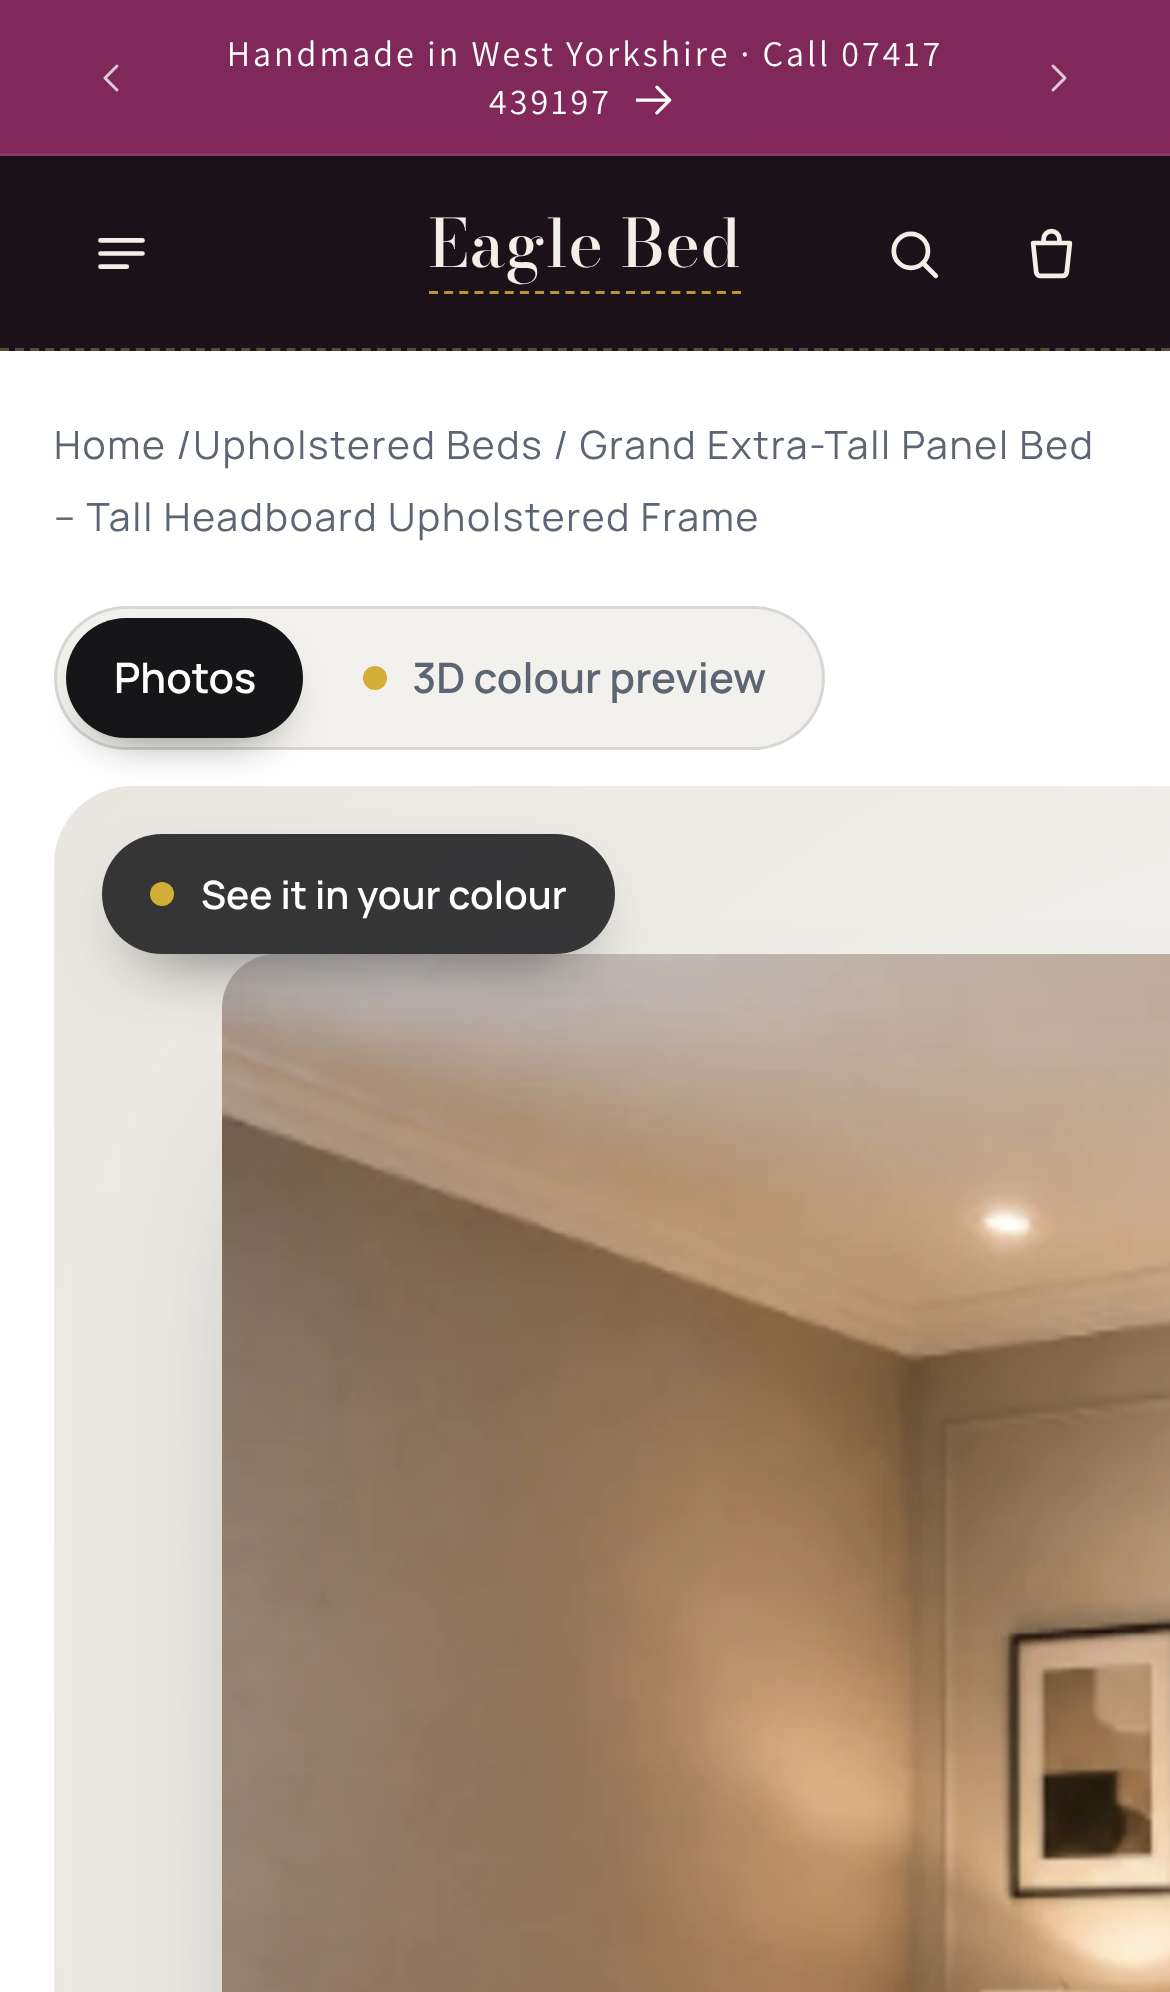 Handmade in West Yorkshire · Call 07417
439197 →
Eagle Bed
Home /Upholstered Beds / Grand Extra-Tall Panel Bed
– Tall Headboard Upholstered Frame
Photos
3D colour preview
See it in your colour